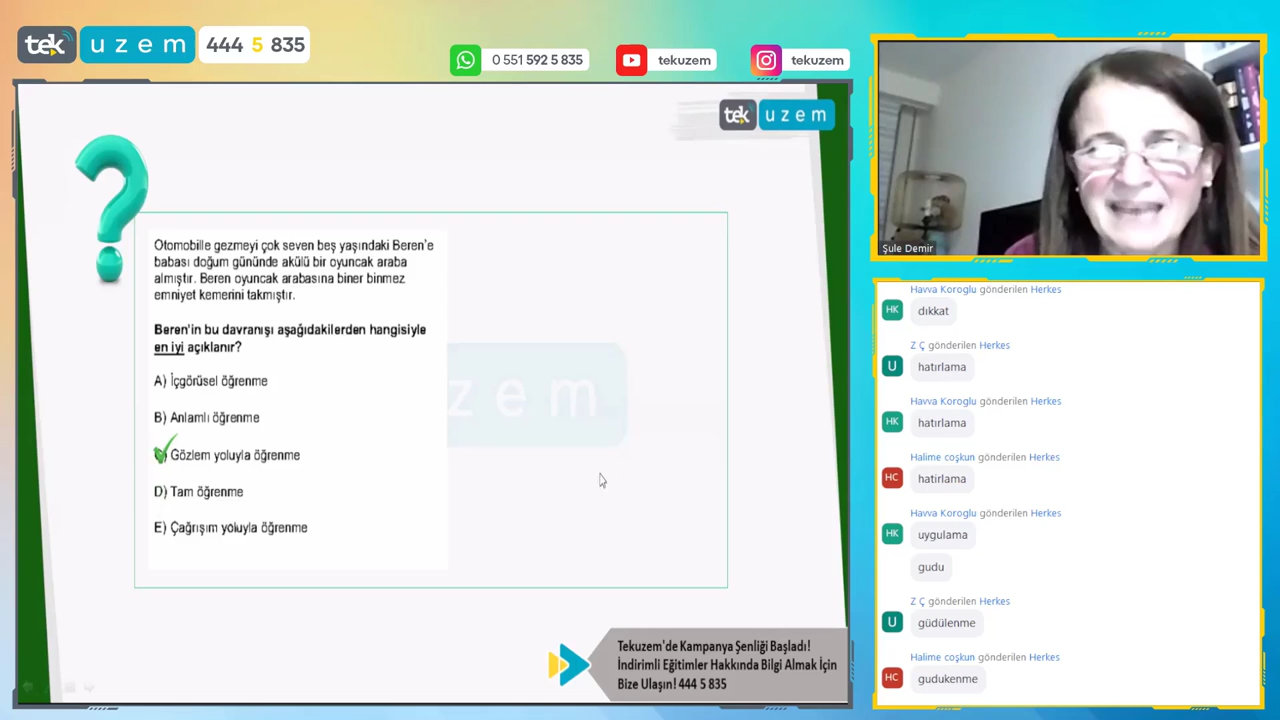 tek uzem 444 5 835
0 551 592 5 835
tekuzem
tekuzem
tek uzem
Otomobille gezmeyi çok seven beş yaşındaki Beren'e
babası doğum gününde akülü bir oyuncak araba
almıştır. Beren oyuncak arabasına biner binmez
emniyet kemerini takmıştır.
Beren'in bu davranışı aşağıdakilerden hangisiyle
en iyi açıklanır?
A) İçgörüsel öğrenme
B) Anlamlı öğrenme
Gözlem yoluyla öğrenme
D) Tam öğrenme
E) Çağrışım yoluyla öğrenme
zem
Tekuzem'de Kampanya Şenliği Başladı!
İndirimli Eğitimler Hakkında Bilgi Almak İçin
Bize Ulaşın! 444 5 835
Şule Demir
Havva Koroglu gönderilen Herkes
HK dıkkat
Z Ç gönderilen Herkes
U hatırlama
Havva Koroglu gönderilen Herkes
HK hatırlama
Halime coşkun gönderilen Herkes
HC hatirlama
Havva Koroglu gönderilen Herkes
HK uygulama
gudu
Z Ç gönderilen Herkes
U güdülenme
Halime coşkun gönderilen Herkes
HC gudukenme